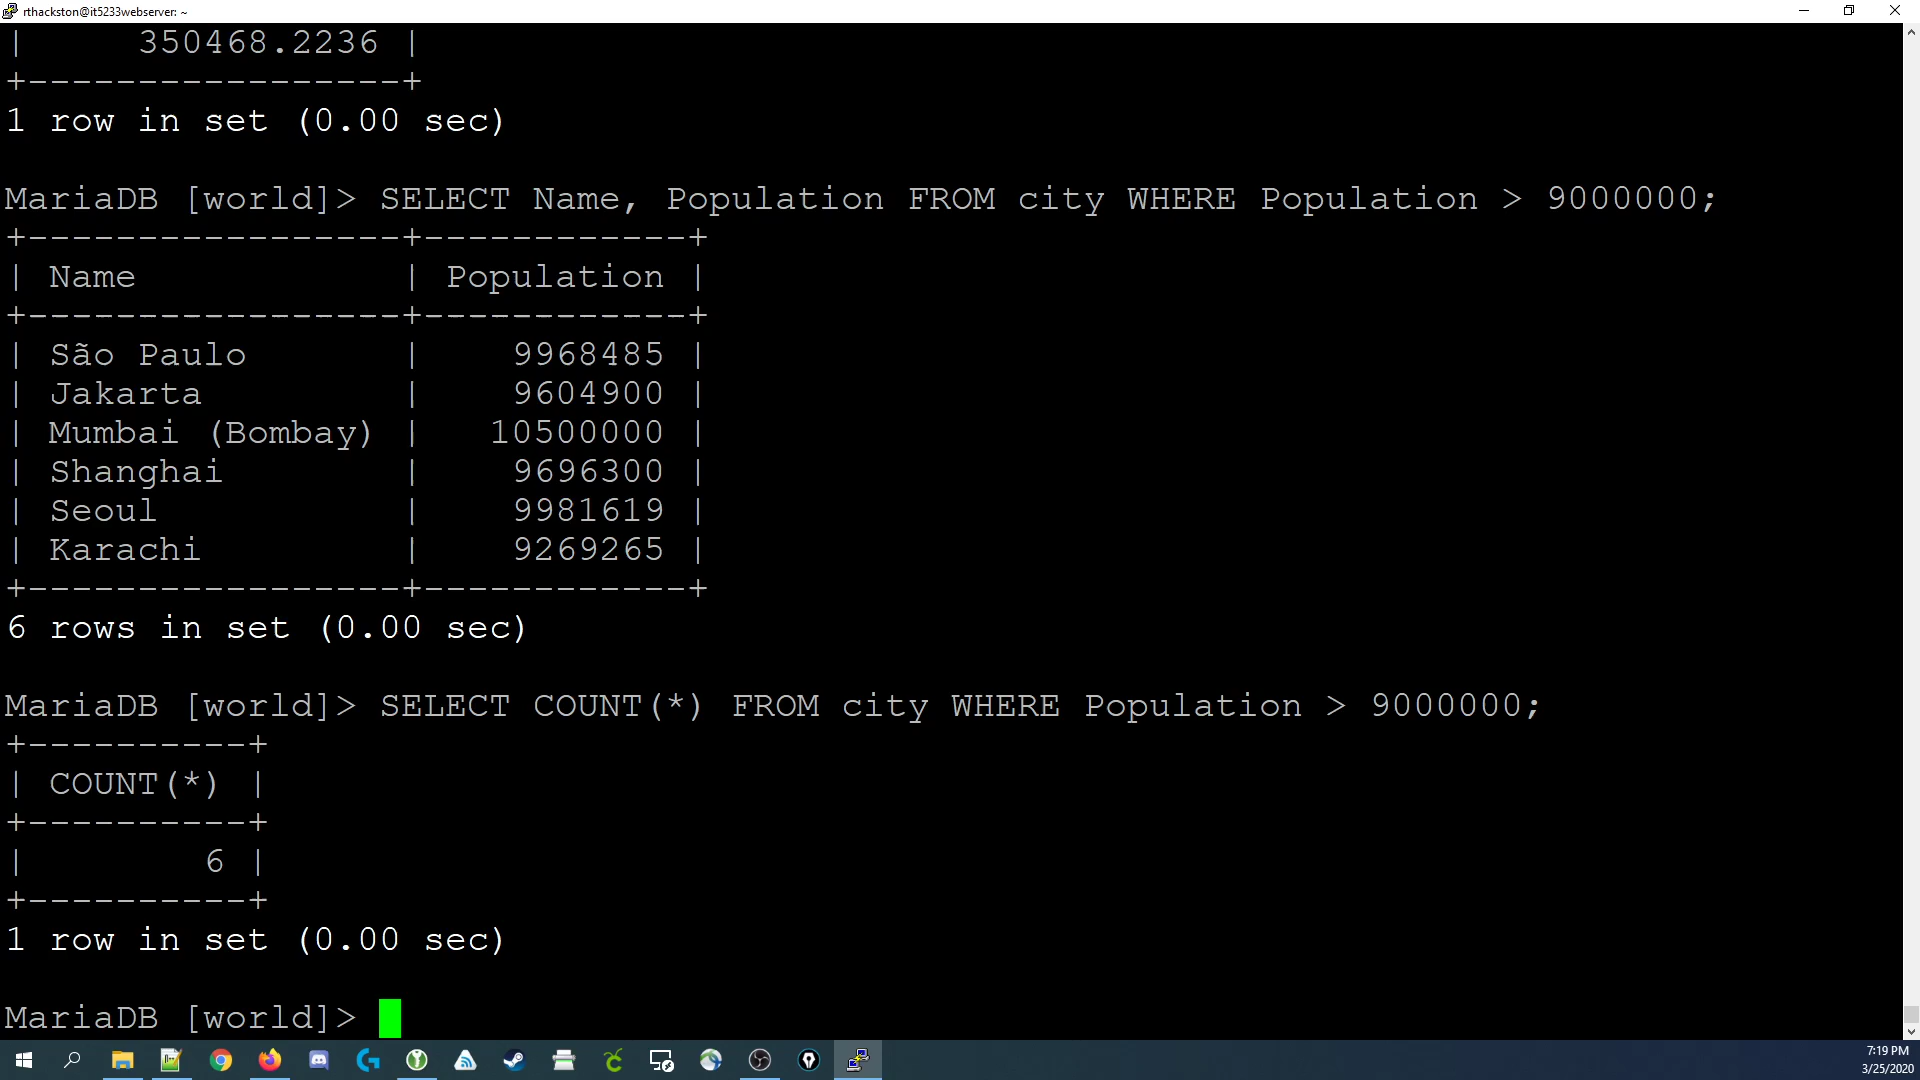 rthackston@it5233webserver: ~
|     350468.2236 |
+-----------------+
1 row in set (0.00 sec)
MariaDB [world]> SELECT Name, Population FROM city WHERE Population > 9000000;
+-----------------+------------+
| Name            | Population |
+-----------------+------------+
| São Paulo       |    9968485 |
| Jakarta         |    9604900 |
| Mumbai (Bombay) |   10500000 |
| Shanghai        |    9696300 |
| Seoul           |    9981619 |
| Karachi         |    9269265 |
+-----------------+------------+
6 rows in set (0.00 sec)
MariaDB [world]> SELECT COUNT(*) FROM city WHERE Population > 9000000;
+----------+
| COUNT(*) |
+----------+
|        6 |
+----------+
1 row in set (0.00 sec)
MariaDB [world]>
7:19 PM
3/25/2020